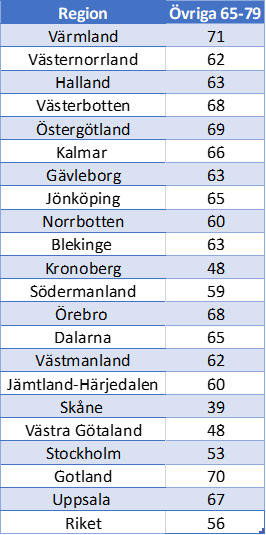 Region Övriga 65-79
Värmland 71
Västernorrland 62
Halland 63
Västerbotten 68
Östergötland 69
Kalmar 66
Gävleborg 63
Jönköping 65
Norrbotten 60
Blekinge 63
Kronoberg 48
Södermanland 59
Örebro 68
Dalarna 65
Västmanland 62
Jämtland-Härjedalen 60
Skåne 39
Västra Götaland 48
Stockholm 53
Gotland 70
Uppsala 67
Riket 56